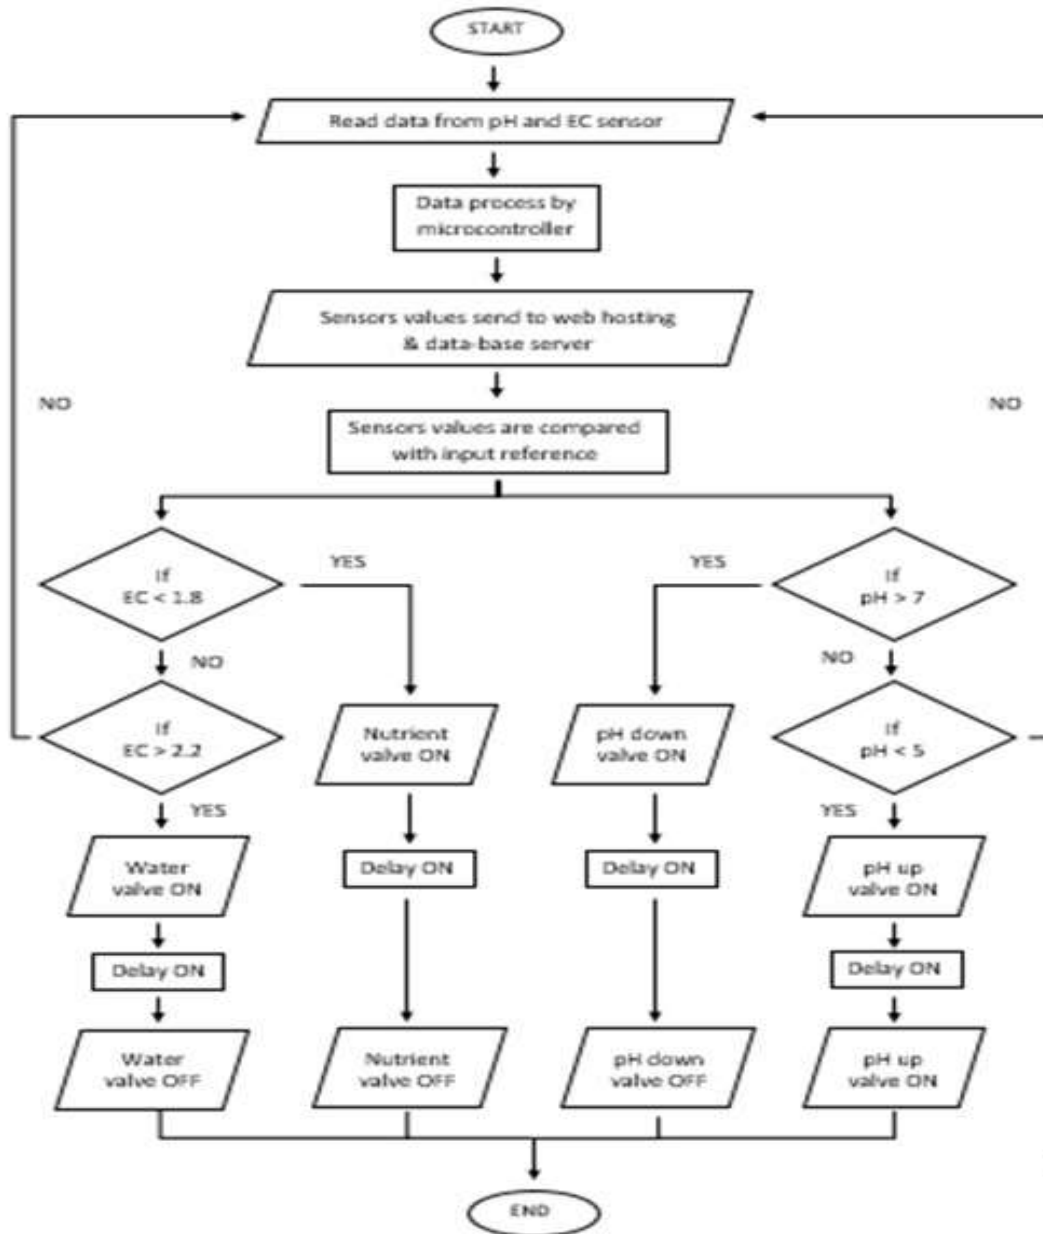 START
Read data from pH and EC sensor
Data process by
microcontroller
Sensors values send to web hosting
& data-base server
NO
NO
Sensors values are compared
with input reference
If
EC < 1.8
YES
YES
If
pH > 7
NO
NO
If
EC > 2.2
Nutrient
valve ON
pH down
valve ON
If
pH < 5
YES
YES
Water
valve ON
Delay ON
Delay ON
pH up
valve ON
Delay ON
Delay ON
Water
valve OFF
Nutrient
valve OFF
pH down
valve OFF
pH up
valve ON
END